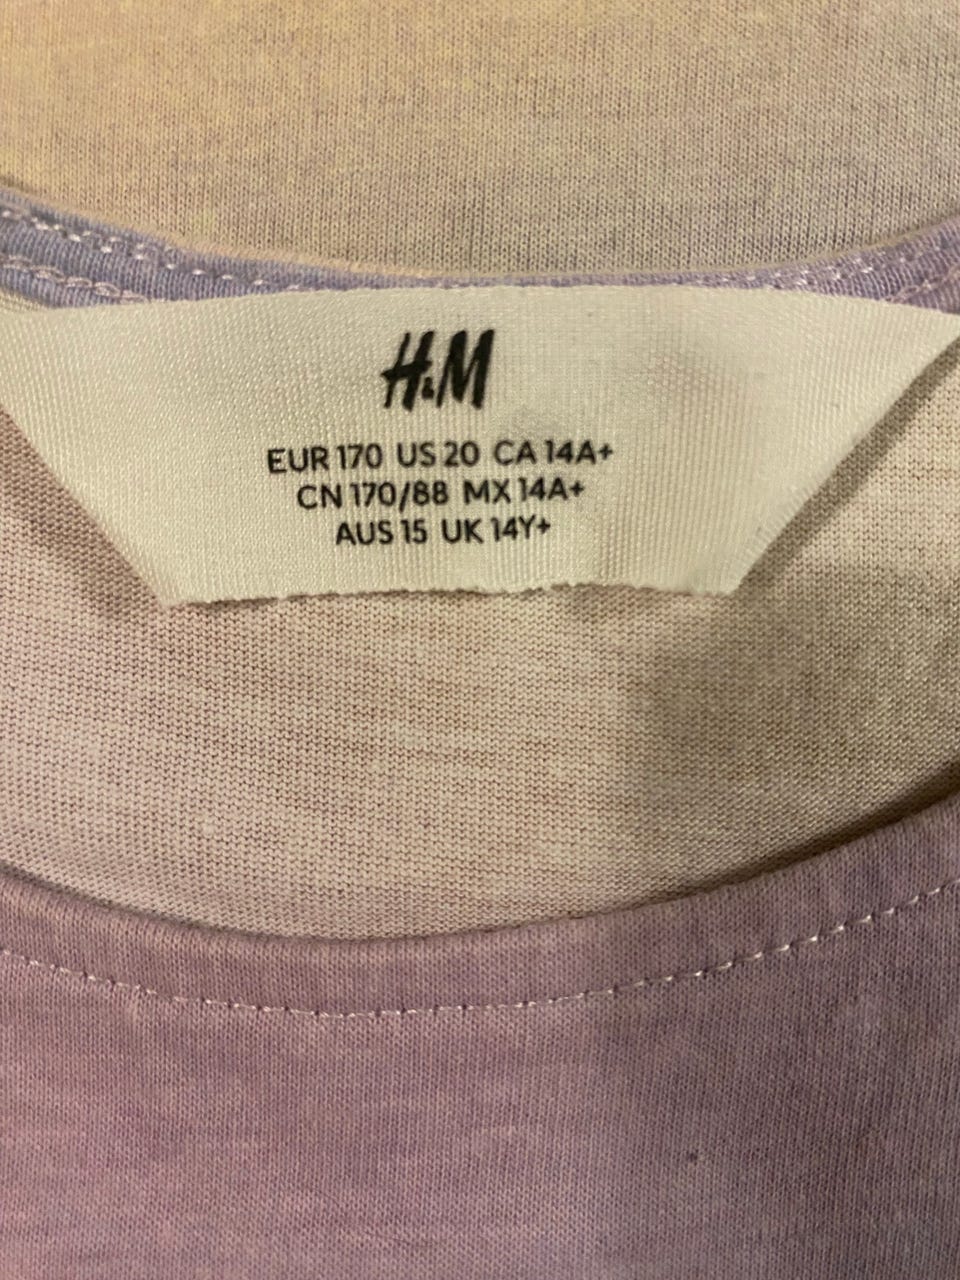 H&M
EUR 170 US 20 CA 14A+
CN 170/88 MX 14A+
AUS 15 UK 14Y+